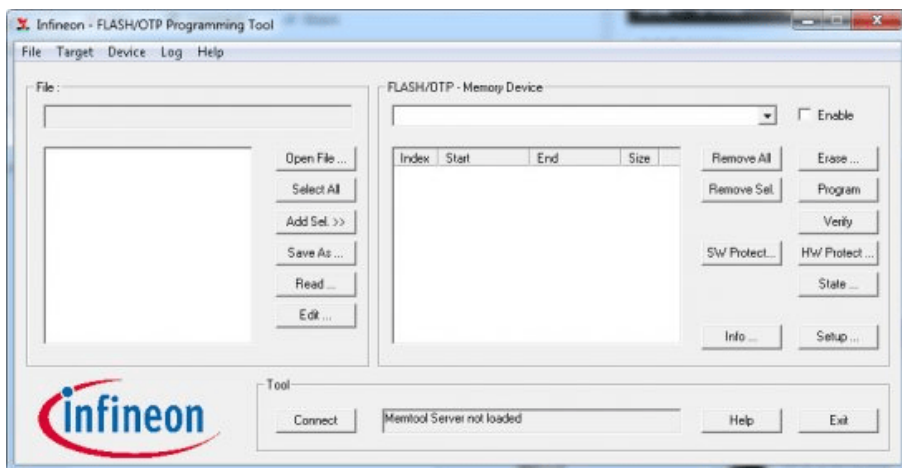 Infineon - FLASH/OTP Programming Tool
File Target Device Log Help
File :
Open File ...
Select All
Add Sel. >>
Save As ...
Read ...
Edit ...
FLASH/OTP - Memory Device
Enable
Index Start End Size
Remove All
Erase ...
Remove Sel.
Program
Verify
SW Protect...
HW Protect ...
State ...
Info ...
Setup ...
infineon
Tool
Connect
Memtool Server not loaded
Help
Exit